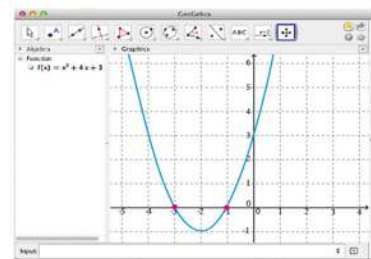 GeoGebra
ABC
a=2
Algebra
Graphics
Function
f(x) = x² + 4x + 3
6
5
4
3
2
1
-5 -4 -3 -2 -1 0 1 2 3 4
-1
Input: